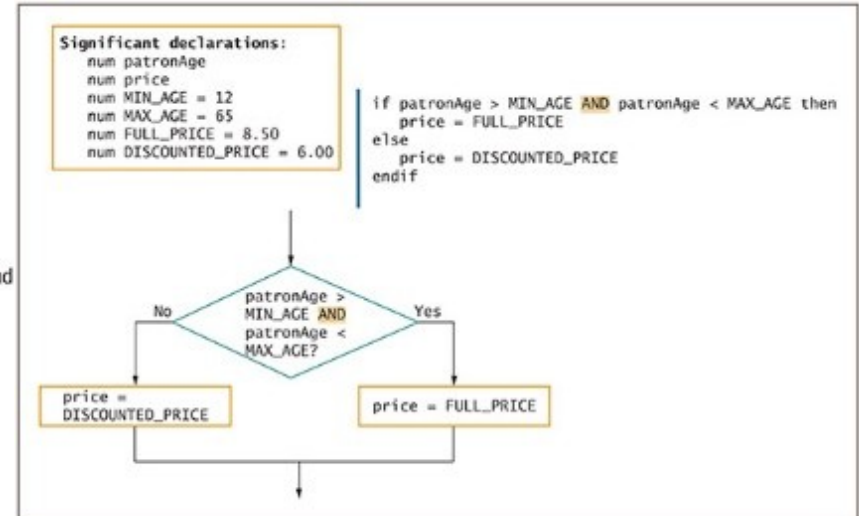 Significant declarations:
num patronAge
num price
num MIN_AGE = 12
num MAX_AGE = 65
num FULL_PRICE = 8.50
num DISCOUNTED_PRICE = 6.00
if patronAge > MIN_AGE AND patronAge < MAX_AGE then
price = FULL_PRICE
else
price = DISCOUNTED_PRICE
endif
patronAge >
MIN_AGE AND
patronAge <
MAX_AGE?
No
Yes
price =
DISCOUNTED_PRICE
price = FULL_PRICE